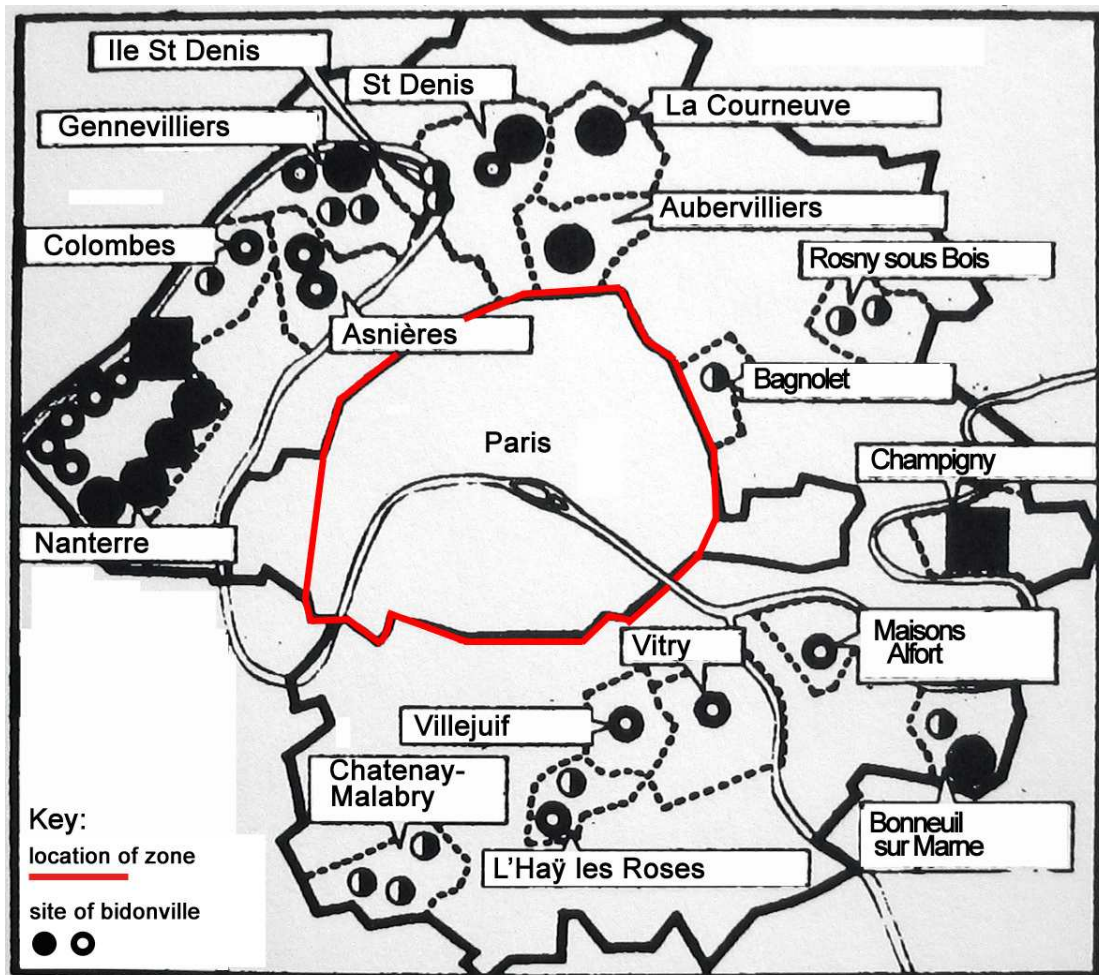 Ile St Denis
St Denis
La Courneuve
Gennevilliers
Aubervilliers
Colombes
Rosny sous Bois
Asnières
Bagnolet
Paris
Champigny
Nanterre
Maisons
Alfort
Vitry
Villejuif
Chatenay-
Malabry
Bonneuil
sur Marne
L'Haÿ les Roses
Key:
location of zone
site of bidonville